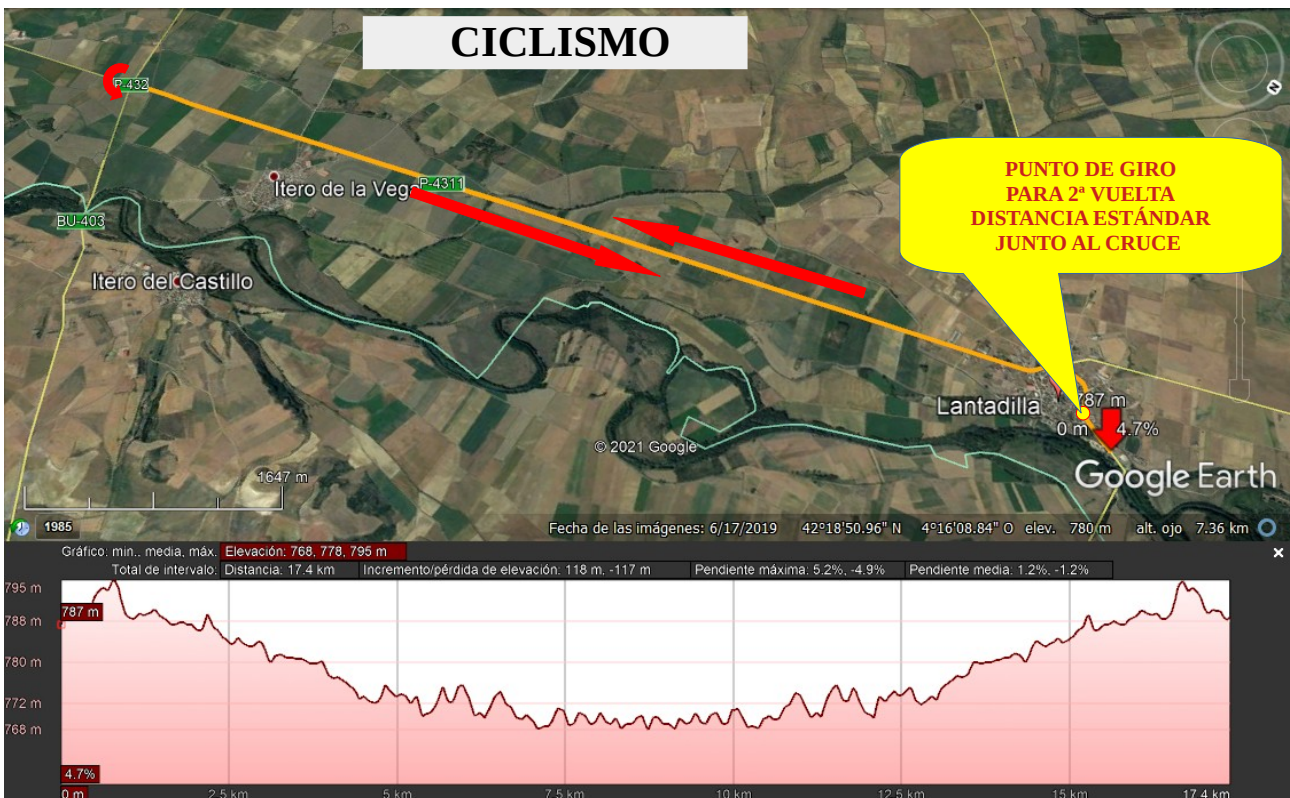 CICLISMO
P-432
PUNTO DE GIRO
PARA 2ª VUELTA
DISTANCIA ESTÁNDAR
JUNTO AL CRUCE
N
Itero de la Vega
P-4311
BU-403
Itero del Castillo
787 m
Lantadilla
0 m
4.7%
© 2021 Google
Google Earth
1647 m
1985
Fecha de las imágenes: 6/17/2019 42°18'50.96" N 4°16'08.84" O elev. 780 m alt. ojo 7.36 km
Gráfico: min., media, máx. Elevación: 768, 778, 795 m
Total de intervalo: Distancia: 17.4 km Incremento/pérdida de elevación: 118 m, -117 m Pendiente máxima: 5.2%, -4.9% Pendiente media: 1.2%, -1.2%
795 m
787 m
788 m
780 m
772 m
768 m
4.7%
0 m 2.5 km 5 km 7.5 km 10 km 12.5 km 15 km 17.4 km